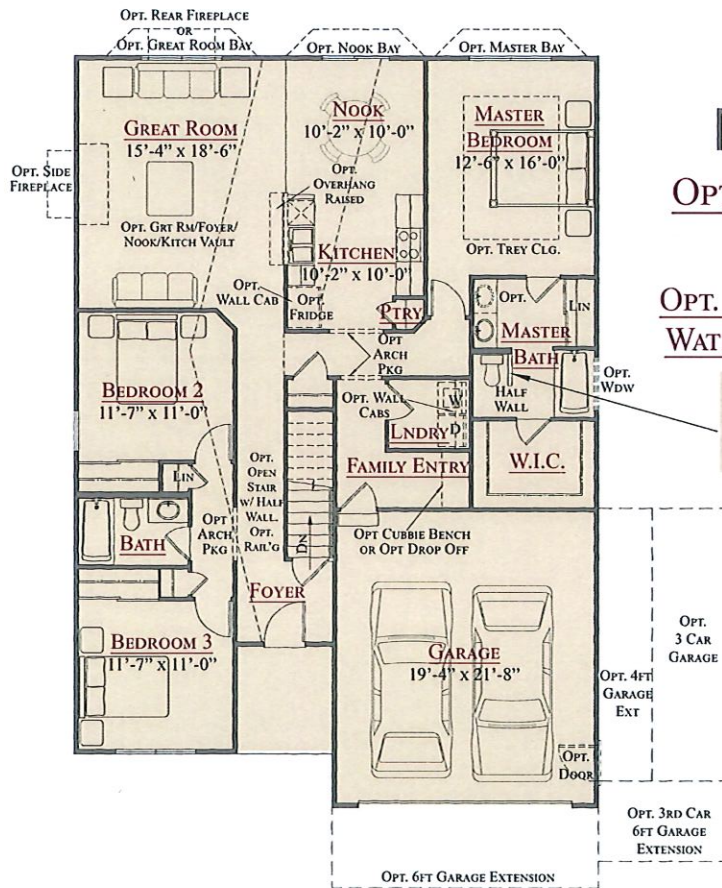 OPT. REAR FIREPLACE
OR
OPT. GREAT ROOM BAY
OPT. NOOK BAY
OPT. MASTER BAY
GREAT ROOM
15'-4" x 18'-6"
NOOK
10'-2" x 10'-0"
MASTER
BEDROOM
12'-6" x 16'-0"
OPT. SIDE
FIREPLACE
OPT.
OVERHANG
RAISED
OPT. GRT RM/FOYER/
NOOK/KITCH VAULT
KITCHEN
10'-2" x 10'-0"
OPT. TREY CLG.
OPT.
WALL CAB
OPT.
FRIDGE
PTRY
OPT.
LIN
MASTER
BATH
OPT
ARCH
PKG
HALF
WALL
OPT.
WDW
BEDROOM 2
11'-7" x 11'-0"
OPT. WALL
CABS
W
D
LNDRY
FAMILY ENTRY
W.I.C.
LIN
OPT.
OPEN
STAIR
W/ HALF
WALL.
OPT.
RAIL'G
DN
BATH
OPT
ARCH
PKG
OPT CUBBIE BENCH
OR OPT DROP OFF
FOYER
BEDROOM 3
11'-7" x 11'-0"
GARAGE
19'-4" x 21'-8"
OPT.
3 CAR
GARAGE
OPT. 4FT
GARAGE
EXT
OPT.
DOOR
OPT. 3RD CAR
6FT GARAGE
EXTENSION
OPT. 6FT GARAGE EXTENSION
OPT.
WAT